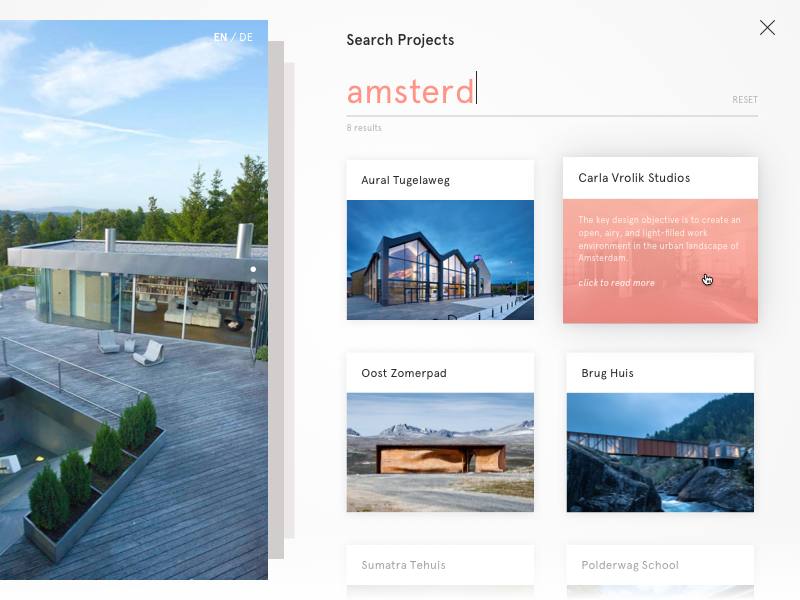 EN / DE
Search Projects
amsterd
RESET
8 results
Aural Tugelaweg
Carla Vrolik Studios
The key design objective is to create an
open, airy, and light-filled work
environment in the urban landscape of
Amsterdam.
click to read more
Oost Zomerpad
Brug Huis
Sumatra Tehuis
Polderwag School